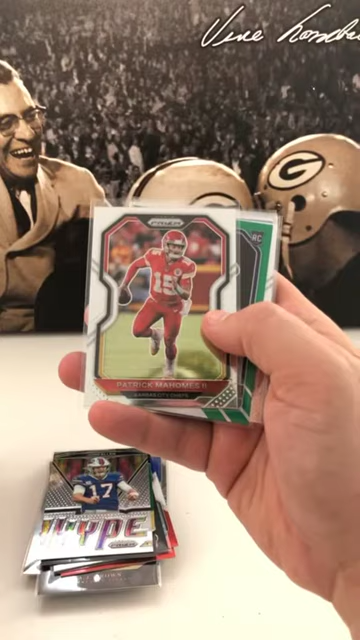 Vince Lombardi
G
G
PRIZM
RC
15
PATRICK MAHOMES II
KANSAS CITY CHIEFS
17
HYPE
PRIZM